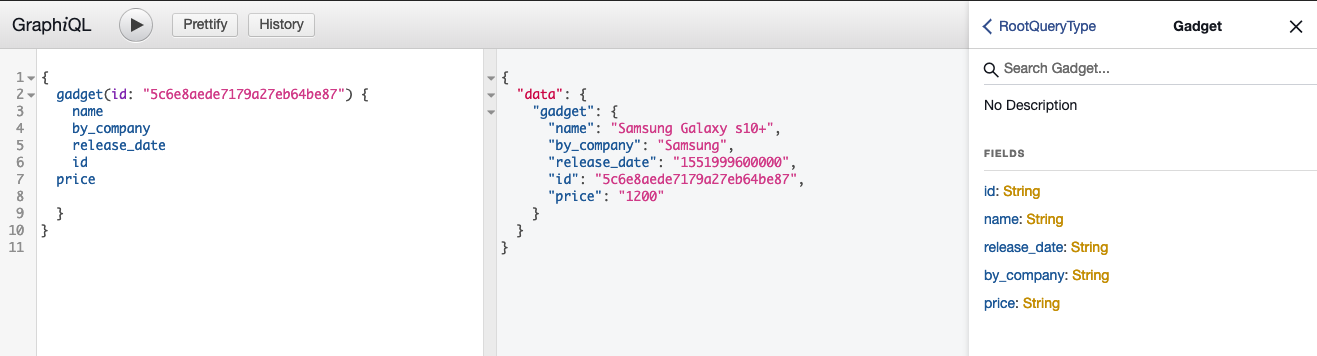 GraphiQL
Prettify
History
RootQueryType
Gadget
1 {
2 gadget(id: "5c6e8aede7179a27eb64be87") {
3 name
4 by_company
5 release_date
6 id
7 price
8
9 }
10 }
11
{
"data": {
"gadget": {
"name": "Samsung Galaxy s10+",
"by_company": "Samsung",
"release_date": "1551999600000",
"id": "5c6e8aede7179a27eb64be87",
"price": "1200"
}
}
}
Search Gadget...
No Description
FIELDS
id: String
name: String
release_date: String
by_company: String
price: String